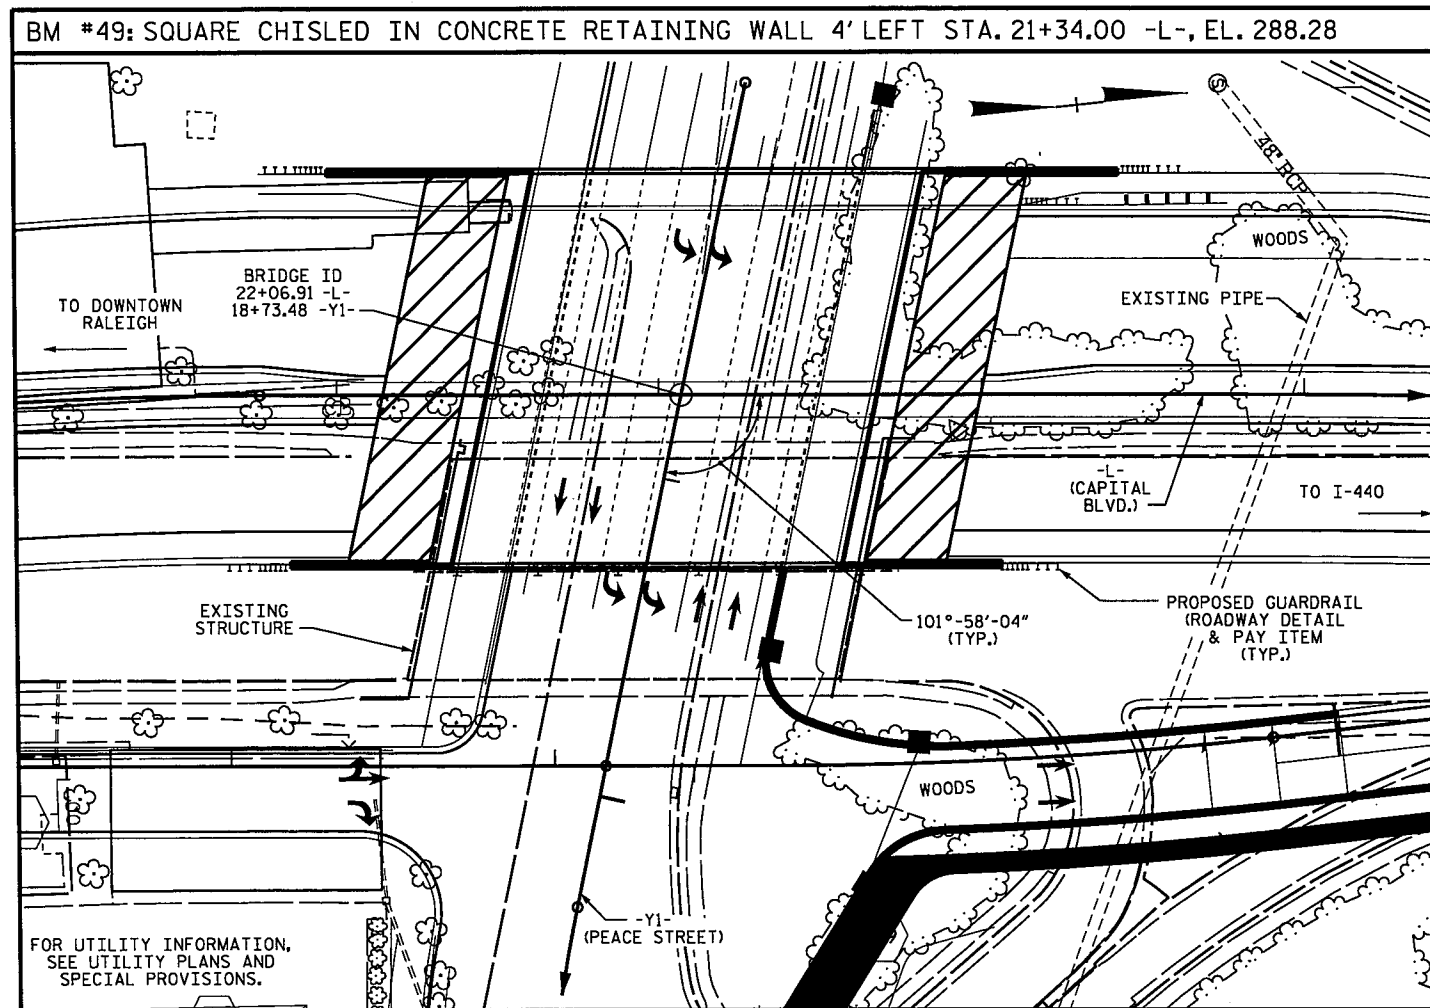 BM #49: SQUARE CHISLED IN CONCRETE RETAINING WALL 4' LEFT STA. 21+34.00 -L-, EL. 288.28
S
48" RCP
WOODS
BRIDGE ID
22+06.91 -L-
18+73.48 -Y1-
TO DOWNTOWN
RALEIGH
EXISTING PIPE
-L-
(CAPITAL
BLVD.)
TO I-440
EXISTING
STRUCTURE
101°-58'-04"
(TYP.)
PROPOSED GUARDRAIL
(ROADWAY DETAIL
& PAY ITEM
(TYP.)
WOODS
-Y1-
(PEACE STREET)
FOR UTILITY INFORMATION,
SEE UTILITY PLANS AND
SPECIAL PROVISIONS.